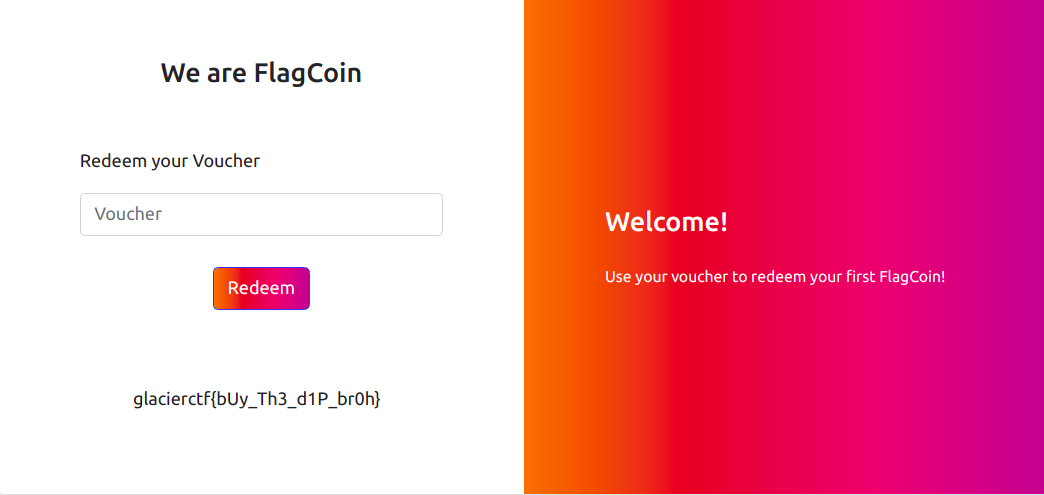 We are FlagCoin
Redeem your Voucher
Voucher
Redeem
glacierctf{bUy_Th3_d1P_br0h}
Welcome!
Use your voucher to redeem your first FlagCoin!